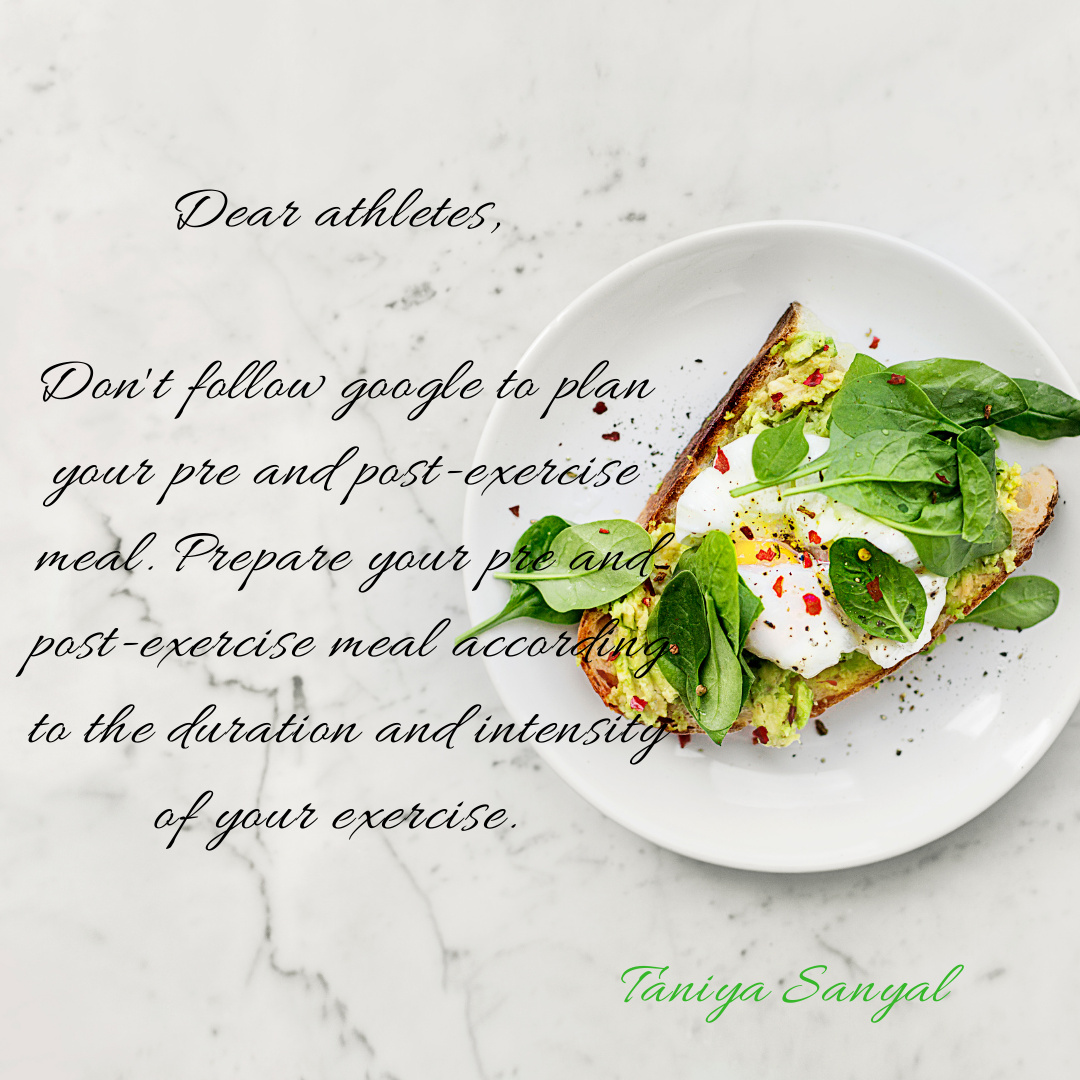 Dear athletes,
Don't follow google to plan
your pre and post-exercise
meal. Prepare your pre and
post-exercise meal according
to the duration and intensity
of your exercise.
Taniya Sanyal